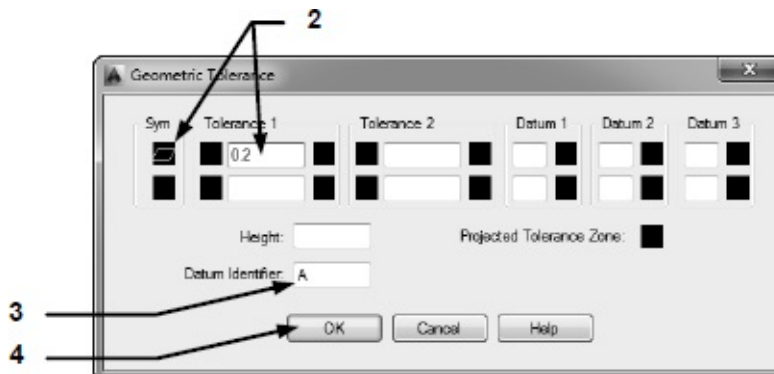 2
Geometric Tolerance
Sym Tolerance 1 Tolerance 2 Datum 1 Datum 2 Datum 3
0.2
Height: Projected Tolerance Zone:
Datum Identifier: A
3
OK Cancel Help
4